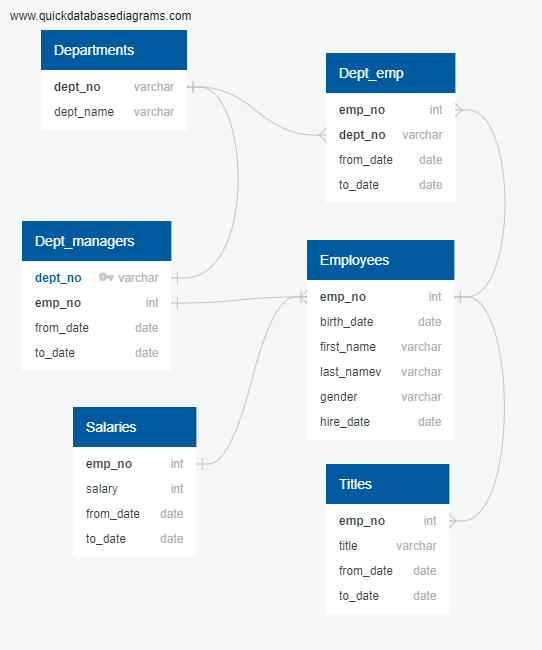 www.quickdatabasediagrams.com
Departments
dept_no varchar
dept_name varchar
Dept_emp
emp_no int
dept_no varchar
from_date date
to_date date
Dept_managers
dept_no varchar
emp_no int
from_date date
to_date date
Employees
emp_no int
birth_date date
first_name varchar
last_namev varchar
gender varchar
hire_date date
Salaries
emp_no int
salary int
from_date date
to_date date
Titles
emp_no int
title varchar
from_date date
to_date date